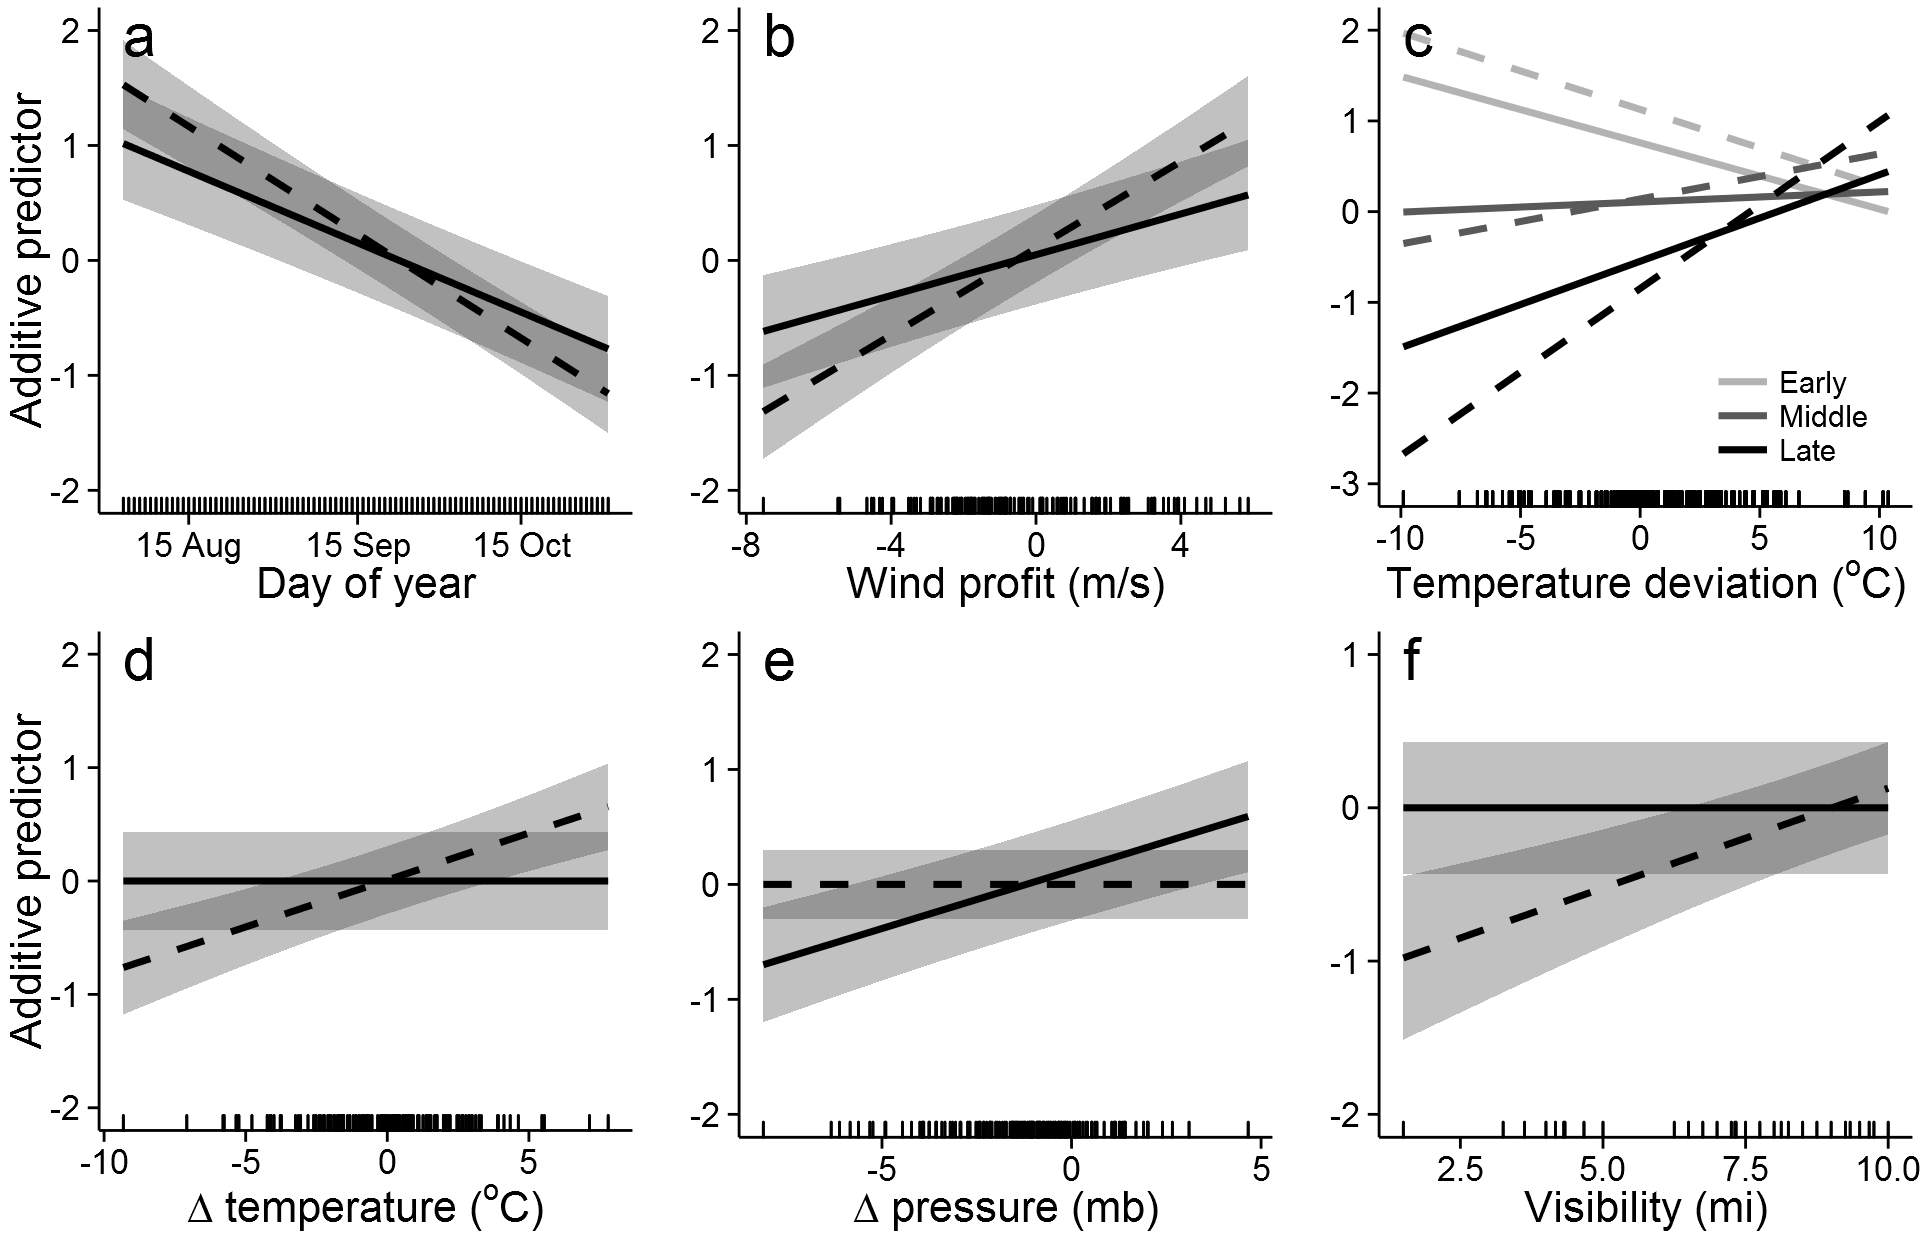 a
2
1
0
-1
-2
Additive predictor
15 Aug 15 Sep 15 Oct
Day of year
b
2
1
0
-1
-2
-8 -4 0 4
Wind profit (m/s)
c
2
1
0
-1
-2
-3
Early
Middle
Late
-10 -5 0 5 10
Temperature deviation (°C)
d
2
1
0
-1
-2
Additive predictor
-10 -5 0 5
Δ temperature (°C)
e
2
1
0
-1
-2
-5 0 5
Δ pressure (mb)
f
1
0
-1
-2
2.5 5.0 7.5 10.0
Visibility (mi)